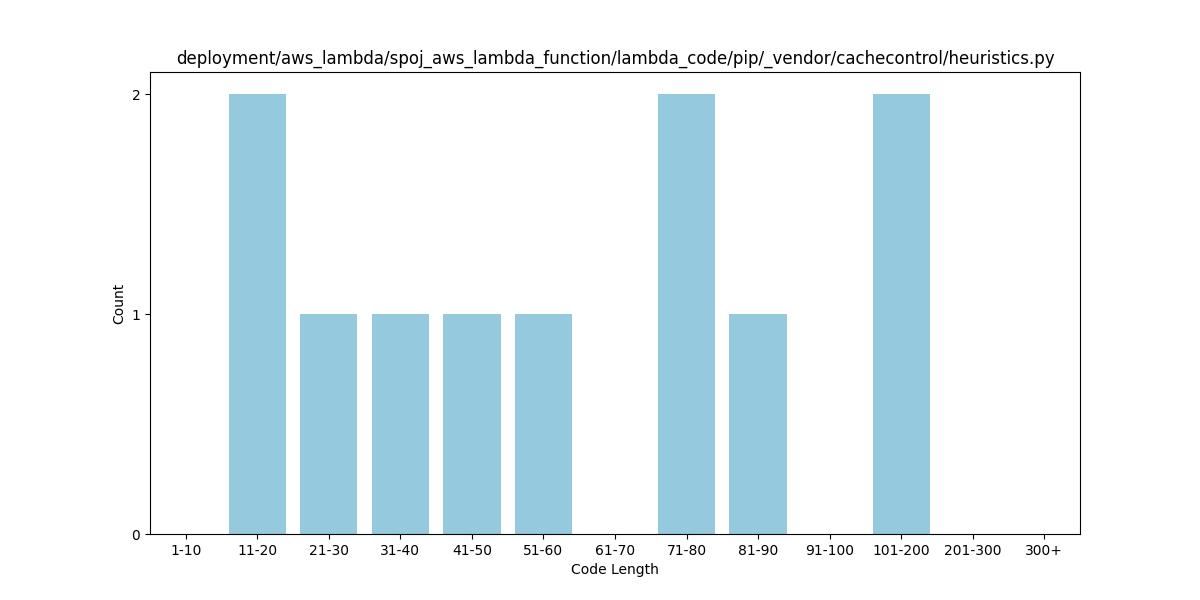 deployment/aws_lambda/spoj_aws_lambda_function/lambda_code/pip/_vendor/cachecontrol/heuristics.py
2
1
0
Count
1-10 11-20 21-30 31-40 41-50 51-60 61-70 71-80 81-90 91-100 101-200 201-300 300+
Code Length